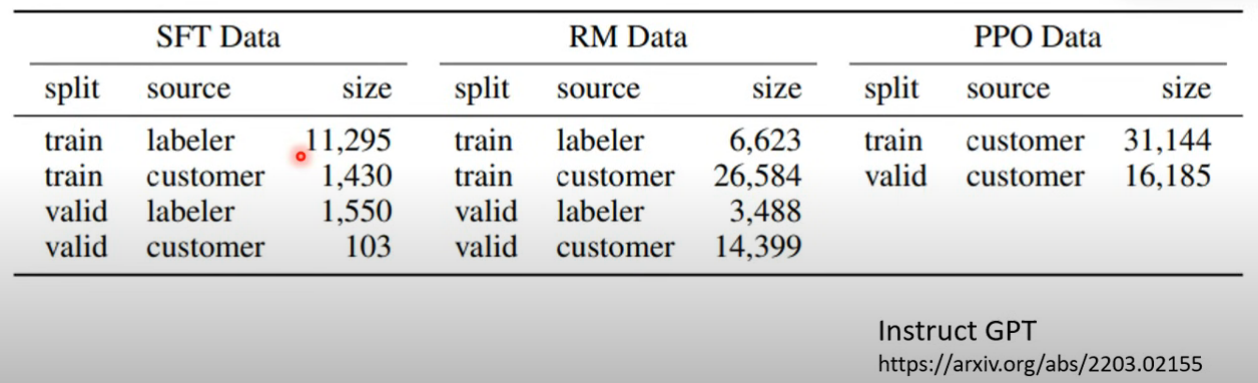 SFT Data RM Data PPO Data
split source size split source size split source size
train labeler 11,295 train labeler 6,623 train customer 31,144
train customer 1,430 train customer 26,584 valid customer 16,185
valid labeler 1,550 valid labeler 3,488
valid customer 103 valid customer 14,399
Instruct GPT
https://arxiv.org/abs/2203.02155